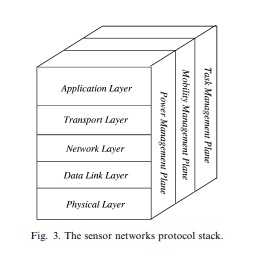 Application Layer
Transport Layer
Network Layer
Data Link Layer
Physical Layer
Power Management Plane
Mobility Management Plane
Task Management Plane
Fig. 3. The sensor networks protocol stack.